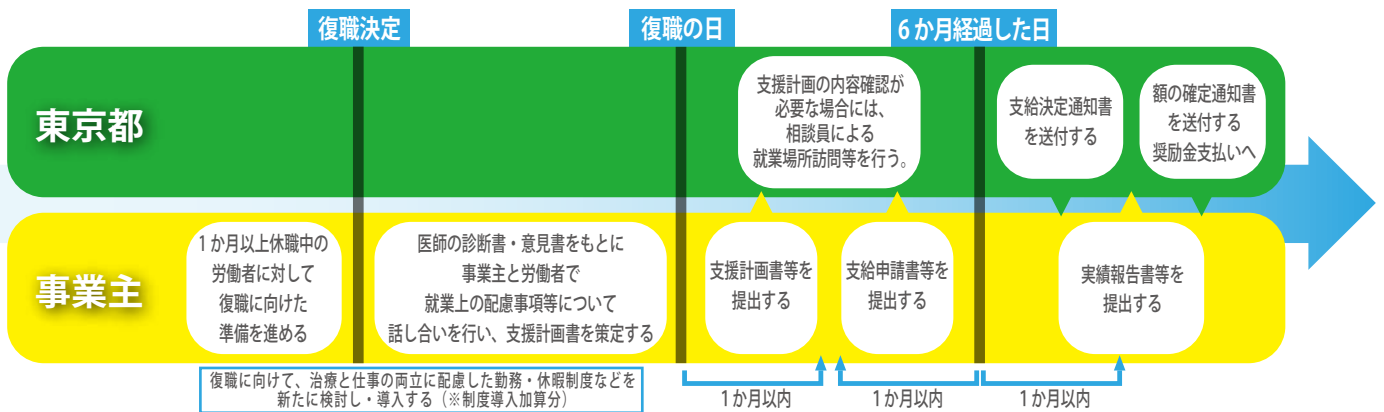 復職決定
復職の日
6か月経過した日
東京都
支援計画の内容確認が
必要な場合には、
相談員による
就業場所訪問等を行う。
支給決定通知書
を送付する
額の確定通知書
を送付する
奨励金支払いへ
事業主
1か月以上休職中の
労働者に対して
復職に向けた
準備を進める
医師の診断書・意見書をもとに
事業主と労働者で
就業上の配慮事項等について
話し合いを行い、支援計画書を策定する
支援計画書等を
提出する
支給申請書等を
提出する
実績報告書等を
提出する
復職に向けて、治療と仕事の両立に配慮した勤務・休暇制度などを
新たに検討し・導入する（※制度導入加算分）
1か月以内
1か月以内
1か月以内